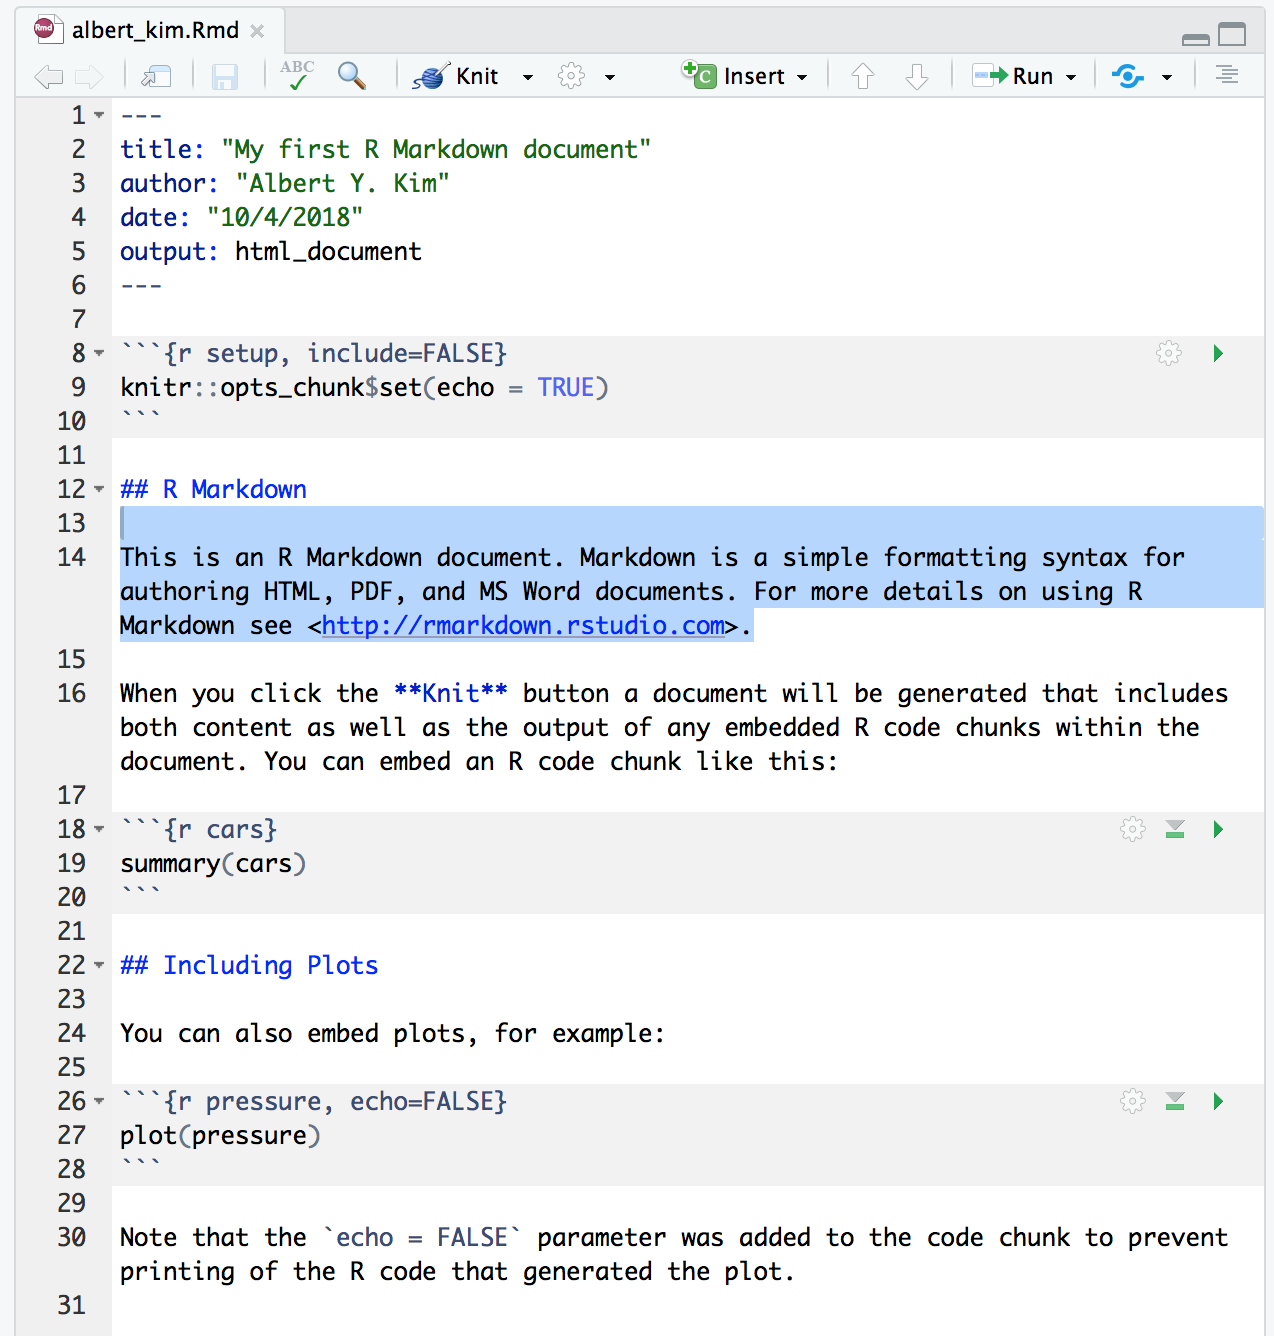 Rmd albert_kim.Rmd
ABC Knit Insert Run
1 ---
2 title: "My first R Markdown document"
3 author: "Albert Y. Kim"
4 date: "10/4/2018"
5 output: html_document
6 ---
7
8 ```{r setup, include=FALSE}
9 knitr::opts_chunk$set(echo = TRUE)
10 ```
11
12 ## R Markdown
13
14 This is an R Markdown document. Markdown is a simple formatting syntax for
authoring HTML, PDF, and MS Word documents. For more details on using R
Markdown see <http://rmarkdown.rstudio.com>.
15
16 When you click the **Knit** button a document will be generated that includes
both content as well as the output of any embedded R code chunks within the
document. You can embed an R code chunk like this:
17
18 ```{r cars}
19 summary(cars)
20 ```
21
22 ## Including Plots
23
24 You can also embed plots, for example:
25
26 ```{r pressure, echo=FALSE}
27 plot(pressure)
28 ```
29
30 Note that the `echo = FALSE` parameter was added to the code chunk to prevent
printing of the R code that generated the plot.
31